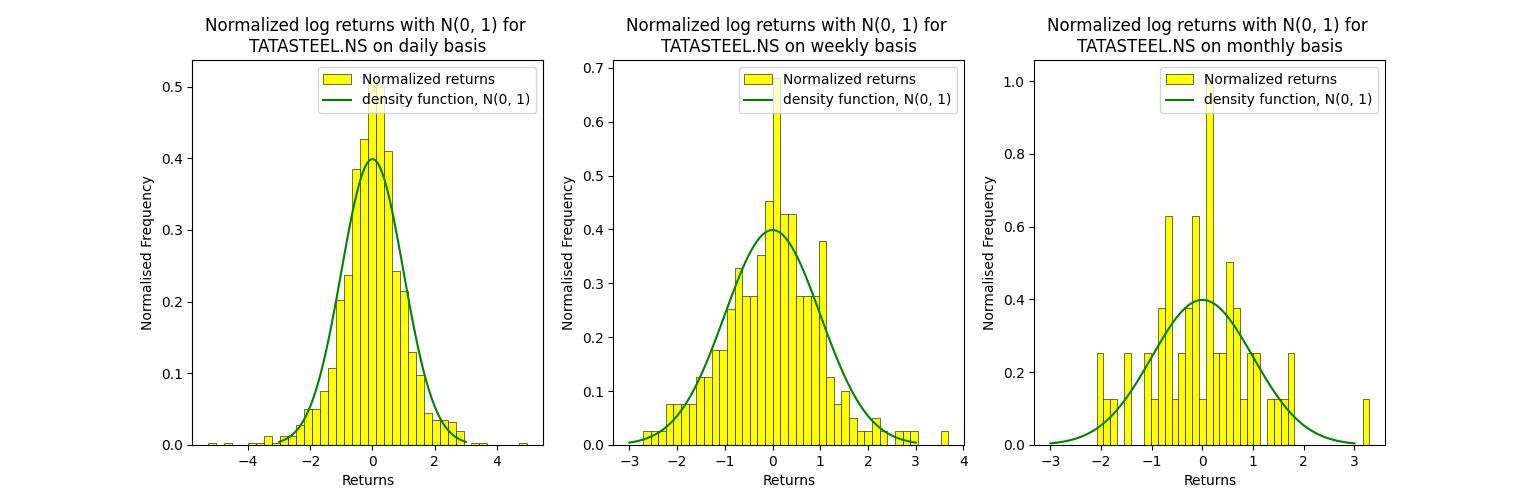 Normalized log returns with N(0, 1) for
TATASTEEL.NS on daily basis
Normalized returns
density function, N(0, 1)
0.5
0.4
0.3
0.2
0.1
0.0
Normalised Frequency
−4
−2
0
2
4
Returns
Normalized log returns with N(0, 1) for
TATASTEEL.NS on weekly basis
Normalized returns
density function, N(0, 1)
0.7
0.6
0.5
0.4
0.3
0.2
0.1
0.0
Normalised Frequency
−3
−2
−1
0
1
2
3
4
Returns
Normalized log returns with N(0, 1) for
TATASTEEL.NS on monthly basis
Normalized returns
density function, N(0, 1)
1.0
0.8
0.6
0.4
0.2
0.0
Normalised Frequency
−3
−2
−1
0
1
2
3
Returns